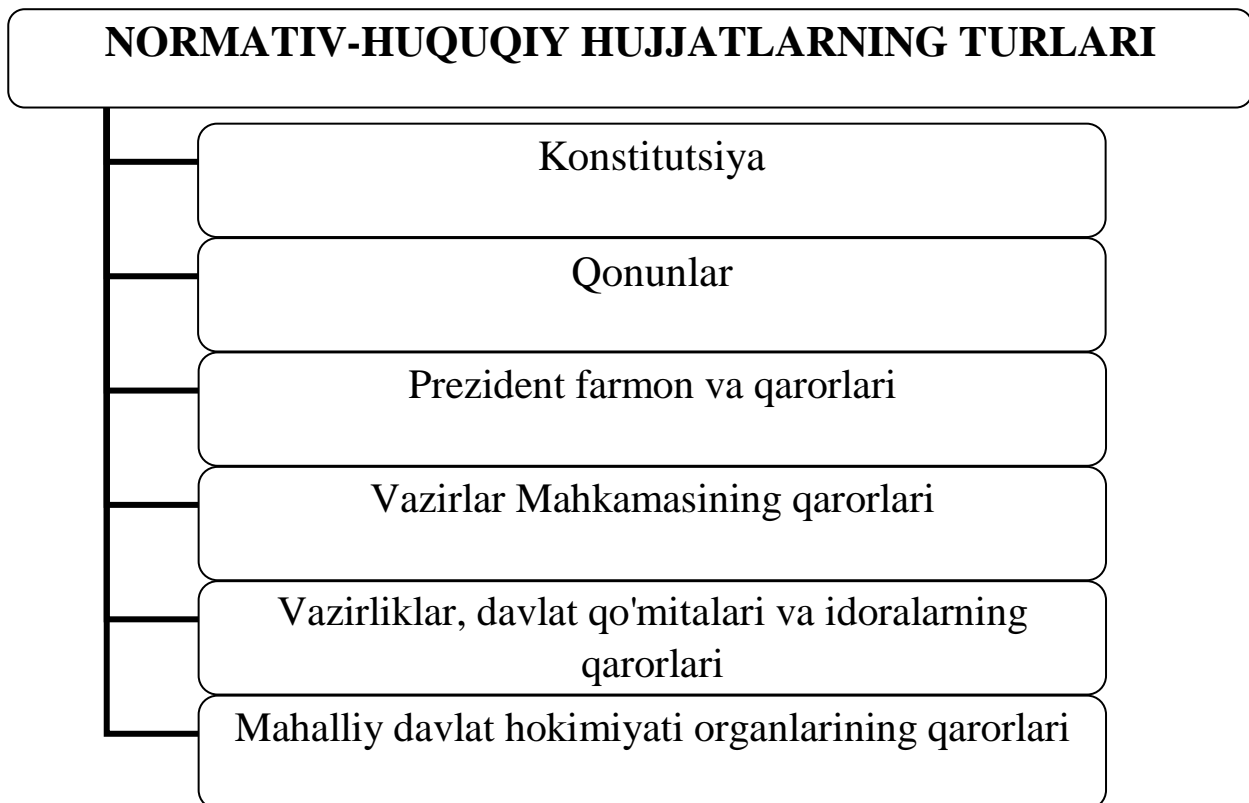 NORMATIV-HUQUQIY HUJJATLARNING TURLARI
Konstitutsiya
Qonunlar
Prezident farmon va qarorlari
Vazirlar Mahkamasining qarorlari
Vazirliklar, davlat qo'mitalari va idoralarning
qarorlari
Mahalliy davlat hokimiyati organlarining qarorlari